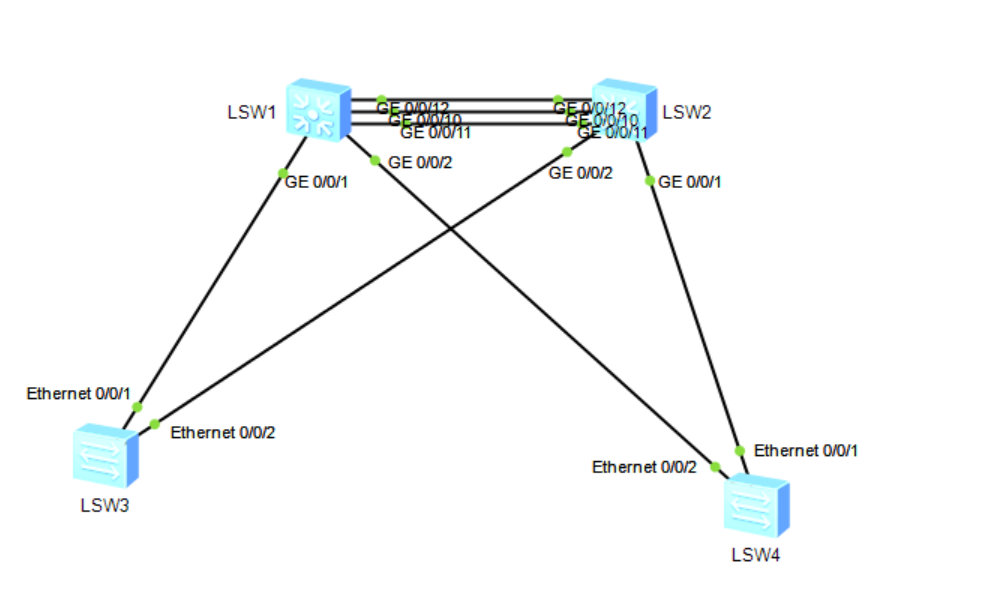 LSW1
GE 0/0/12
GE 0/0/10
GE 0/0/11
GE 0/0/12
GE 0/0/10
GE 0/0/11
LSW2
GE 0/0/2
GE 0/0/2
GE 0/0/1
GE 0/0/1
Ethernet 0/0/1
Ethernet 0/0/2
LSW3
Ethernet 0/0/2
Ethernet 0/0/1
LSW4